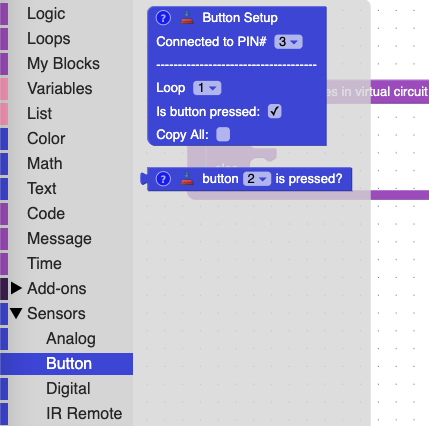 Logic
Loops
My Blocks
Variables
List
Color
Math
Text
Code
Message
Time
Add-ons
Sensors
Analog
Button
Digital
IR Remote
? Button Setup
Connected to PIN# 3
-------------------------------------
Loop 1
Is button pressed: ✓
Copy All:
es in virtual circuit
? button 2 is pressed?